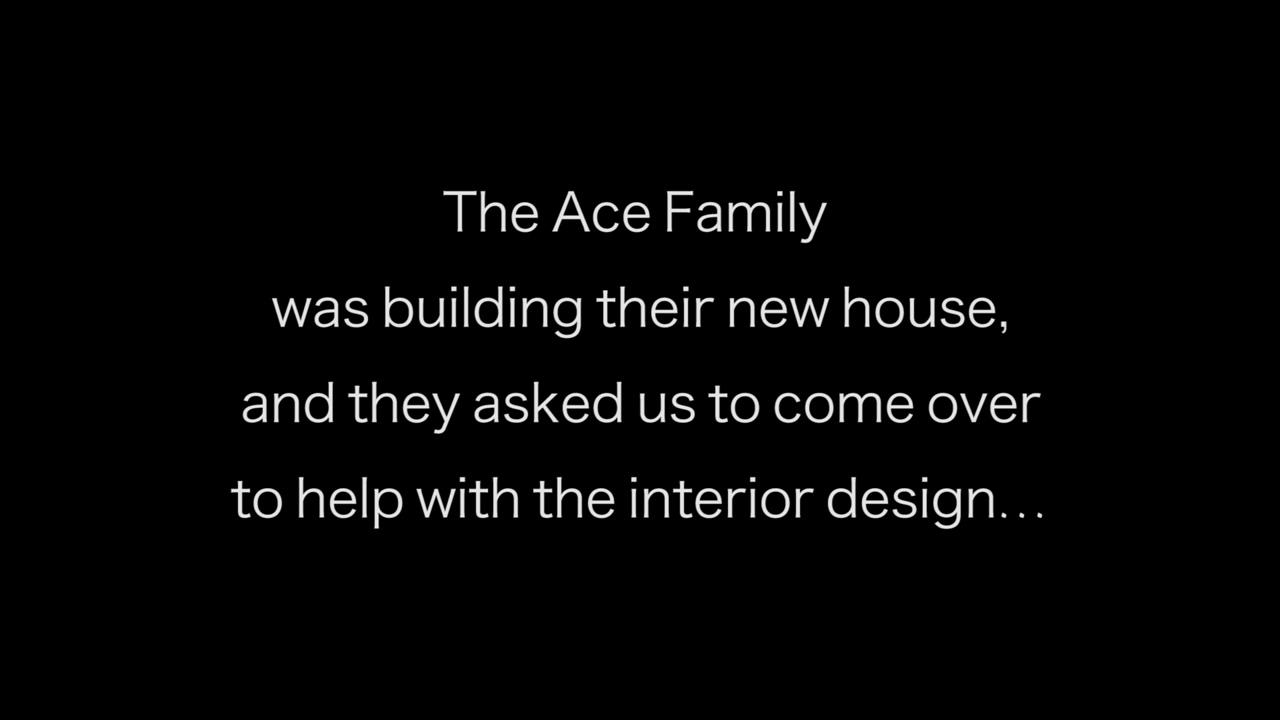 The Ace Family
was building their new house,
and they asked us to come over
to help with the interior design...